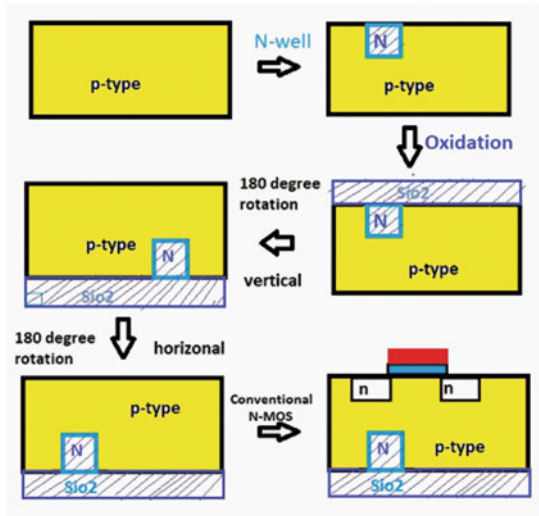 p-type
N-well
N
p-type
Oxidation
Sio2
N
p-type
180 degree
rotation
vertical
p-type
N
Sio2
180 degree
rotation
horizonal
p-type
N
Sio2
Conventional
N-MOS
n
n
p-type
N
Sio2